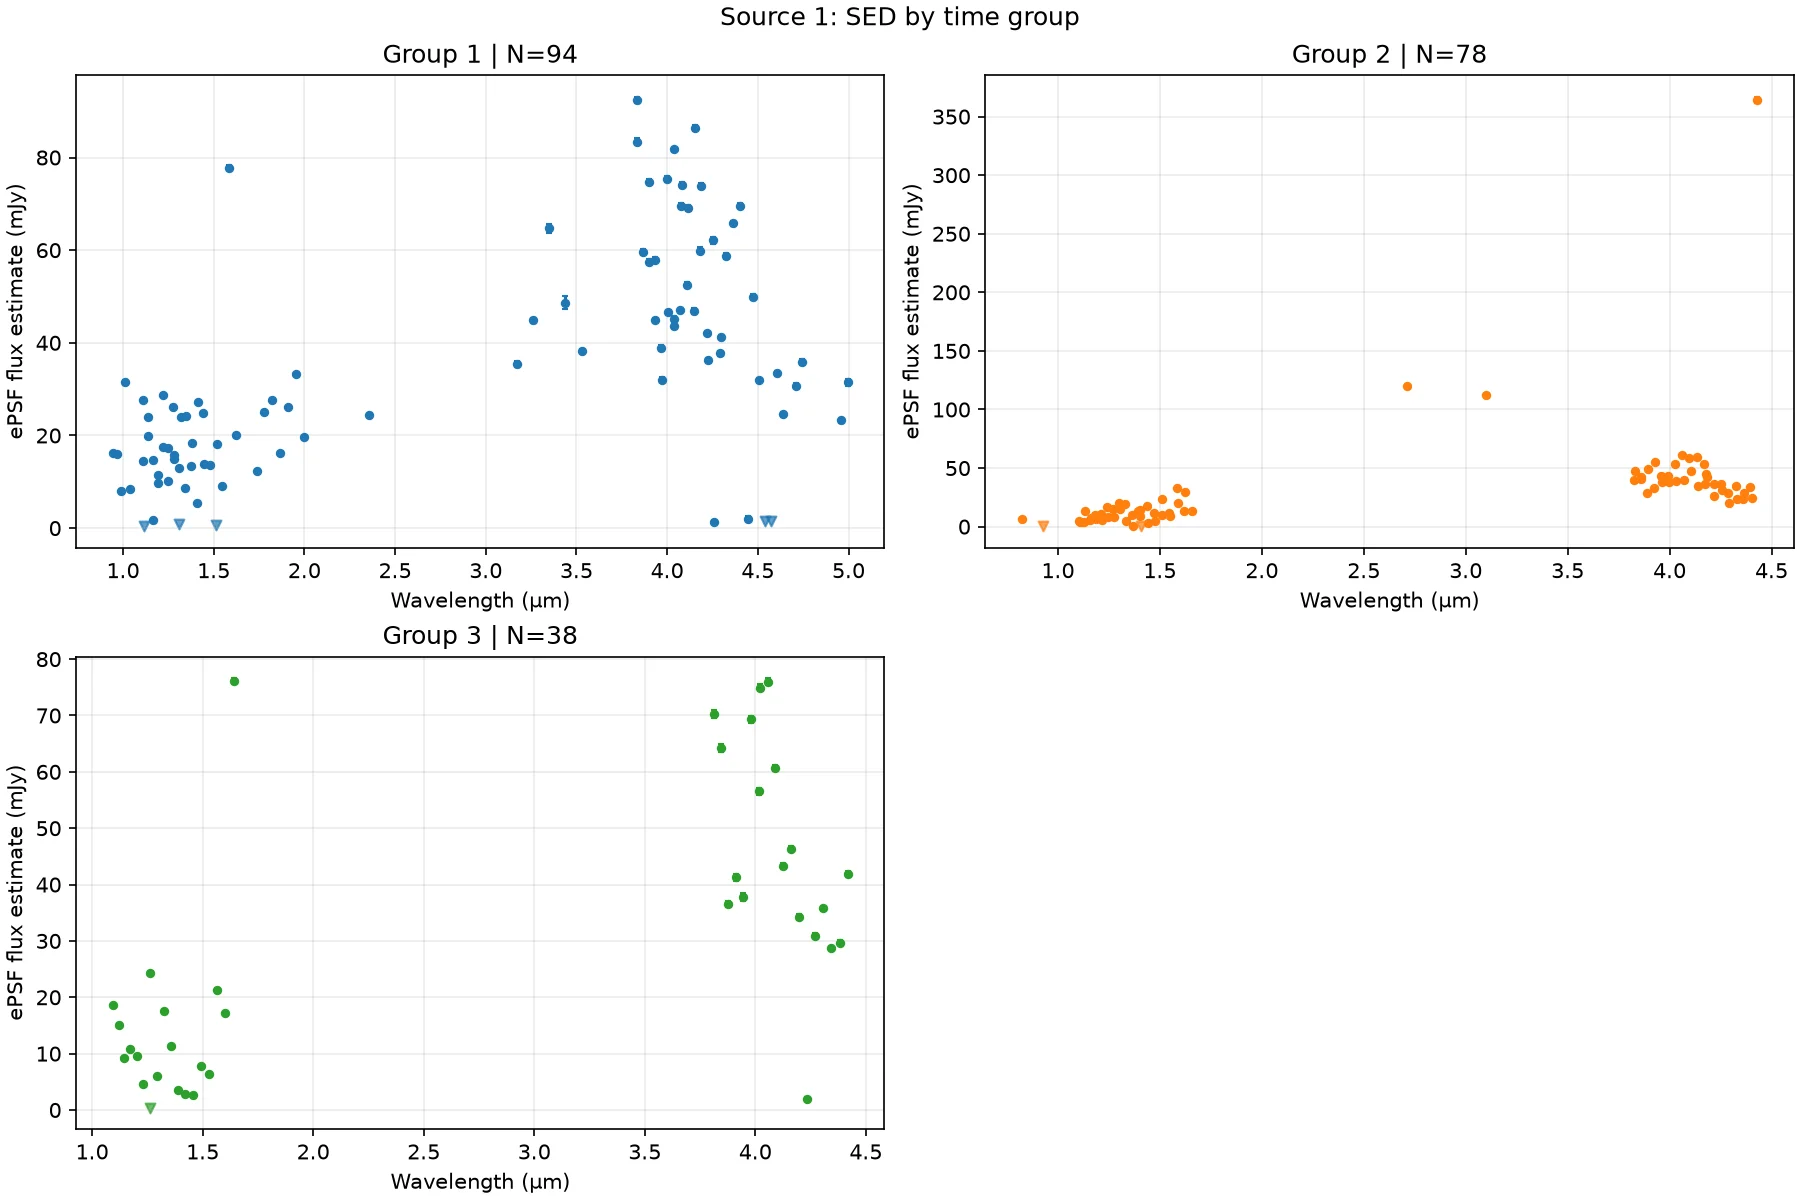 Source 1: SED by time group
Group 1 | N=94
ePSF flux estimate (mJy)
80
60
40
20
0
1.0 1.5 2.0 2.5 3.0 3.5 4.0 4.5 5.0
Wavelength (μm)
Group 2 | N=78
ePSF flux estimate (mJy)
350
300
250
200
150
100
50
0
1.0 1.5 2.0 2.5 3.0 3.5 4.0 4.5
Wavelength (μm)
Group 3 | N=38
ePSF flux estimate (mJy)
80
70
60
50
40
30
20
10
0
1.0 1.5 2.0 2.5 3.0 3.5 4.0 4.5
Wavelength (μm)